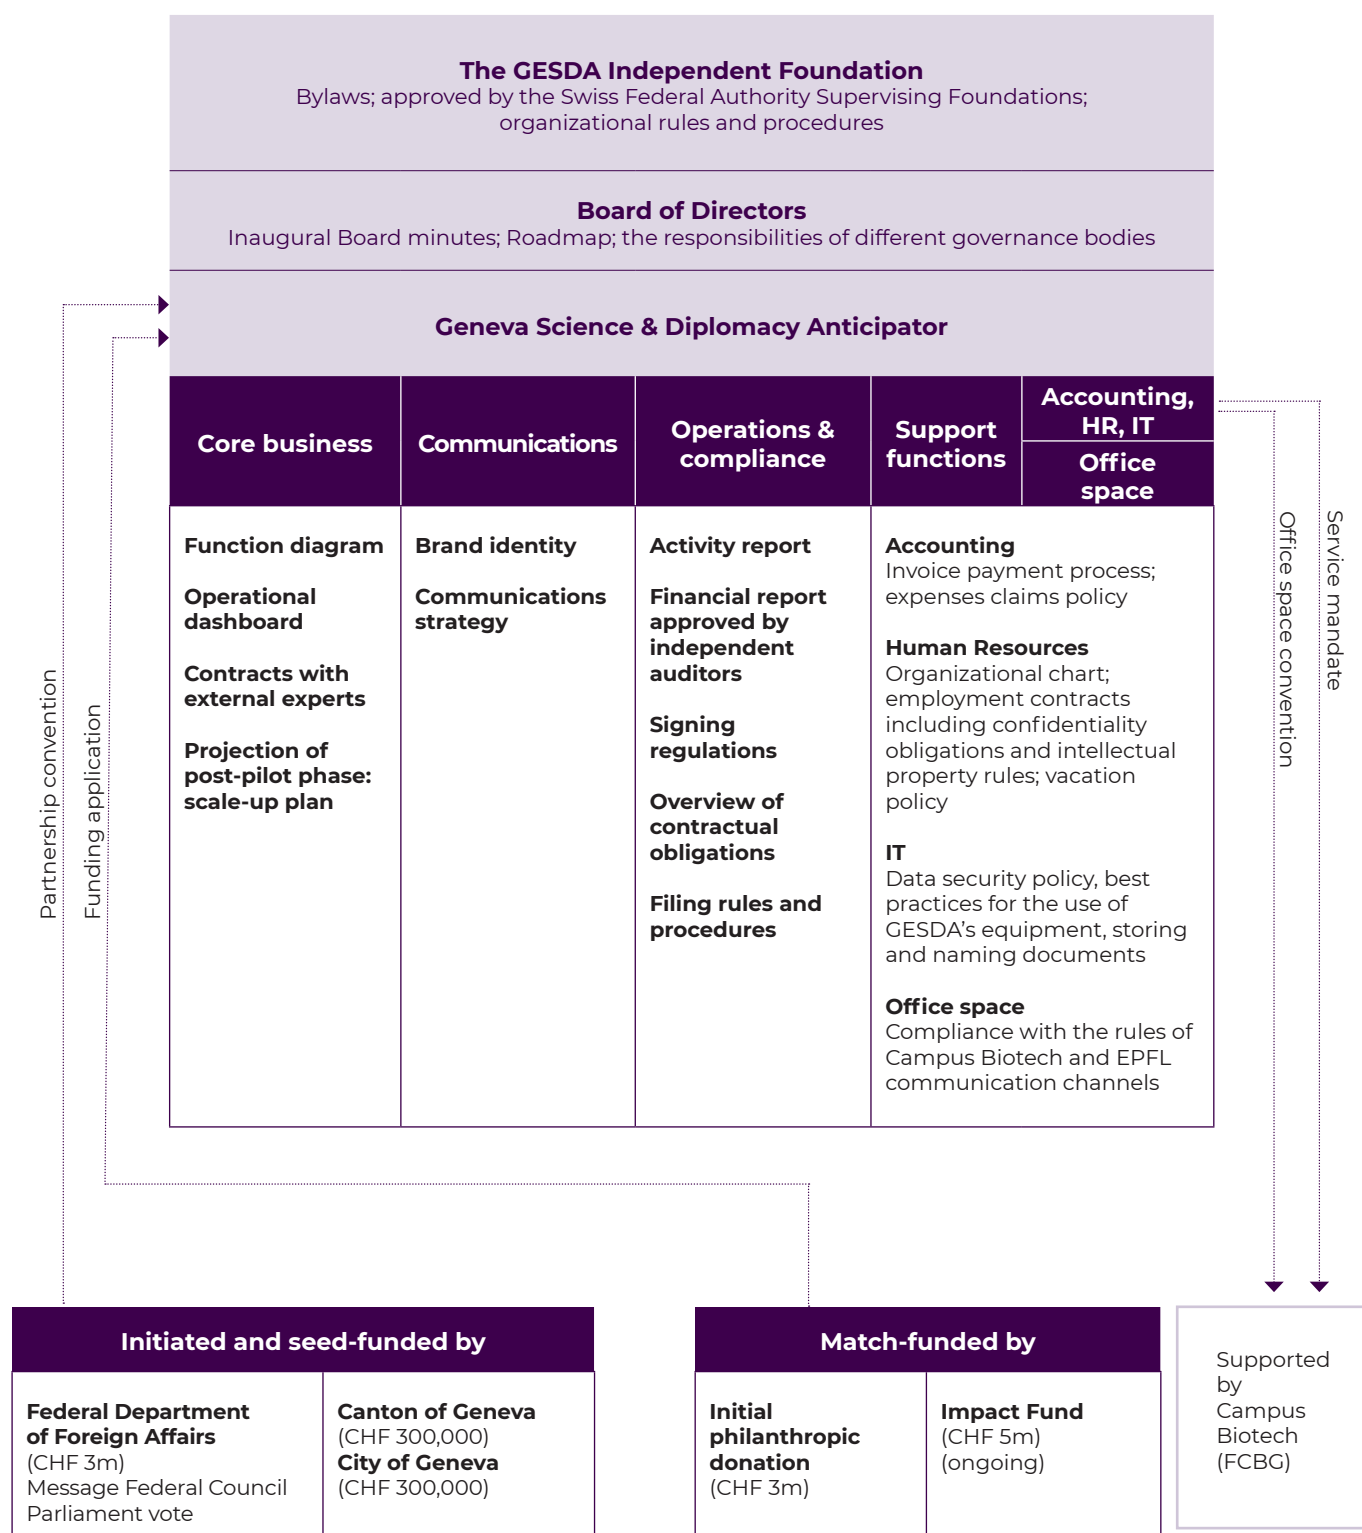 The GESDA Independent Foundation
Bylaws; approved by the Swiss Federal Authority Supervising Foundations;
organizational rules and procedures
Board of Directors
Inaugural Board minutes; Roadmap; the responsibilities of different governance bodies
Geneva Science & Diplomacy Anticipator
Core business
Communications
Operations &
compliance
Support
functions
Accounting,
HR, IT
Office
space
Function diagram
Operational
dashboard
Contracts with
external experts
Projection of
post-pilot phase:
scale-up plan
Brand identity
Communications
strategy
Activity report
Financial report
approved by
independent
auditors
Signing
regulations
Overview of
contractual
obligations
Filing rules and
procedures
Accounting
Invoice payment process;
expenses claims policy
Human Resources
Organizational chart;
employment contracts
including confidentiality
obligations and intellectual
property rules; vacation
policy
IT
Data security policy, best
practices for the use of
GESDA’s equipment, storing
and naming documents
Office space
Compliance with the rules of
Campus Biotech and EPFL
communication channels
Partnership convention
Funding application
Office space convention
Service mandate
Initiated and seed-funded by
Federal Department
of Foreign Affairs
(CHF 3m)
Message Federal Council
Parliament vote
Canton of Geneva
(CHF 300,000)
City of Geneva
(CHF 300,000)
Match-funded by
Initial
philanthropic
donation
(CHF 3m)
Impact Fund
(CHF 5m)
(ongoing)
Supported
by
Campus
Biotech
(FCBG)